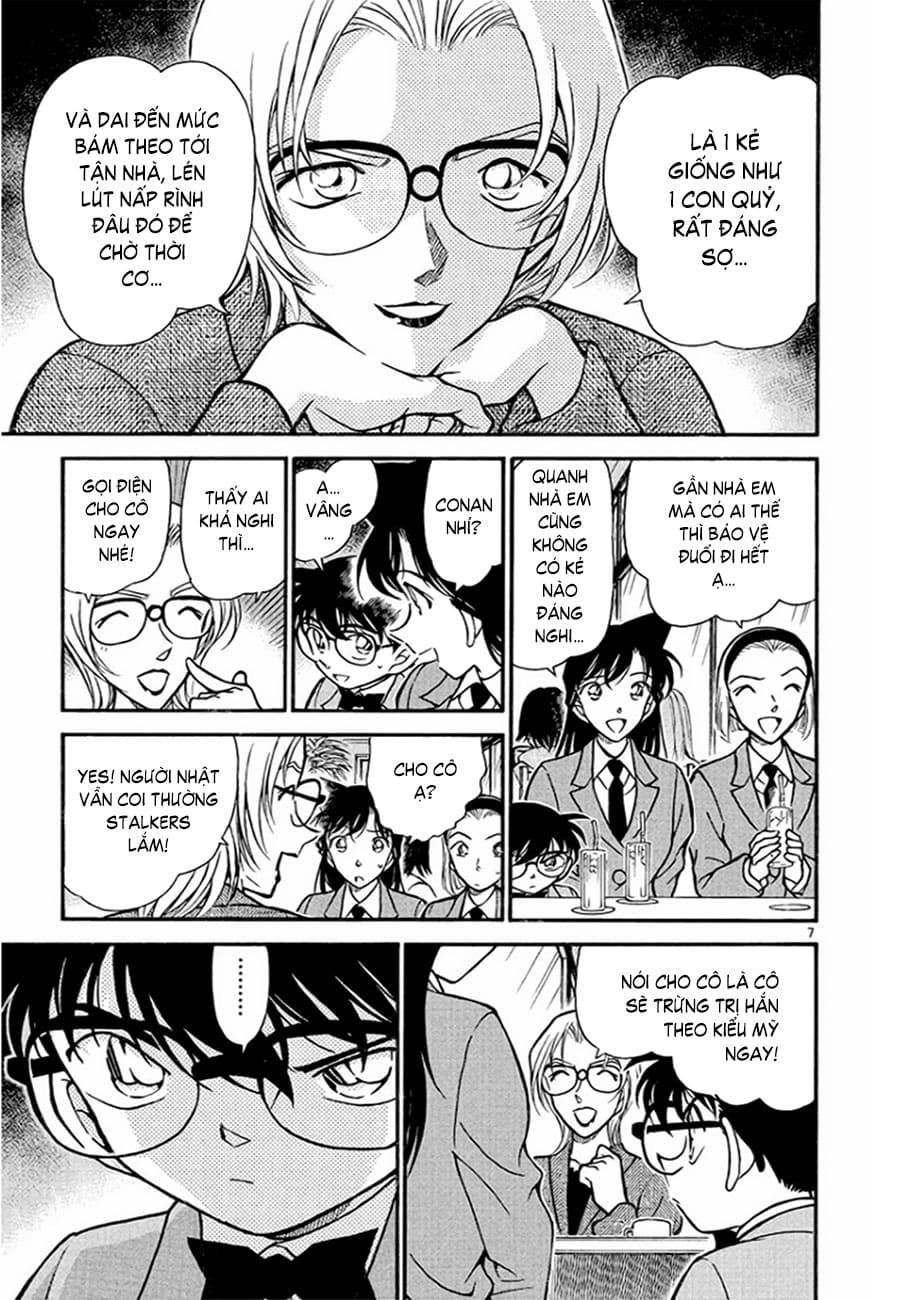 LÀ 1 KẺ
GIỐNG NHƯ
1 CON QUỶ,
RẤT ĐÁNG
SỢ...
VÀ DAI ĐẾN MỨC
BÁM THEO TỚI
TẬN NHÀ, LÉN
LÚT NẤP RÌNH
ĐÂU ĐÓ ĐỂ
CHỜ THỜI
CƠ...
GẦN NHÀ EM
MÀ CÓ AI THẾ
THÌ BẢO VỆ
ĐUỔI ĐI HẾT
Ạ...
QUANH
NHÀ EM
CŨNG
KHÔNG
CÓ KẺ
NÀO
ĐÁNG
NGHI...
CONAN
NHỈ?
A...
VÂNG
...
THẤY AI
KHẢ NGHI
THÌ...
GỌI ĐIỆN
CHO CÔ
NGAY
NHÉ!
CHO CÔ
Ạ?
YES! NGƯỜI NHẬT
VẪN COI THƯỜNG
STALKERS
LẮM!
7
NÓI CHO CÔ LÀ CÔ
SẼ TRỪNG TRỊ HẮN
THEO KIỂU MỸ
NGAY!
........